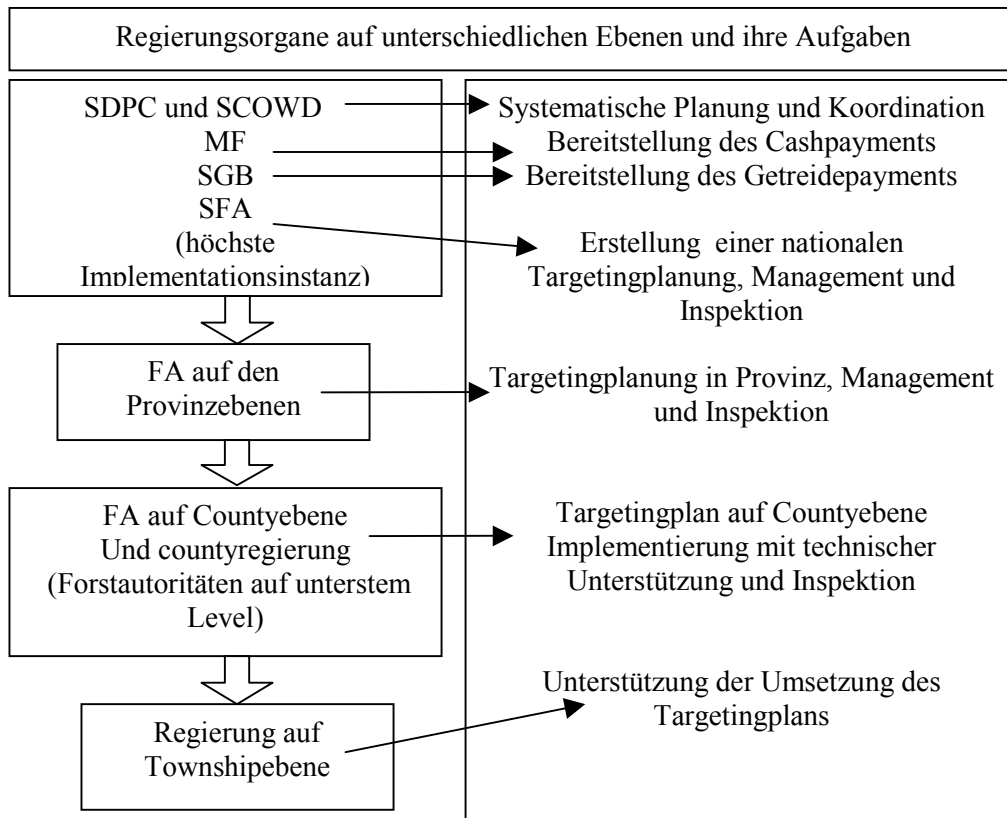 Regierungsorgane auf unterschiedlichen Ebenen und ihre Aufgaben
SDPC und SCOWD
MF
SGB
SFA
(höchste
Implementationsinstanz)
Systematische Planung und Koordination
Bereitstellung des Cashpayments
Bereitstellung des Getreidepayments
Erstellung einer nationalen
Targetingplanung, Management und
Inspektion
FA auf den
Provinzebenen
Targetingplanung in Provinz, Management
und Inspektion
FA auf Countyebene
Und countyregierung
(Forstautoritäten auf unterstem
Level)
Targetingplan auf Countyebene
Implementierung mit technischer
Unterstützung und Inspektion
Regierung auf
Townshipebene
Unterstützung der Umsetzung des
Targetingplans